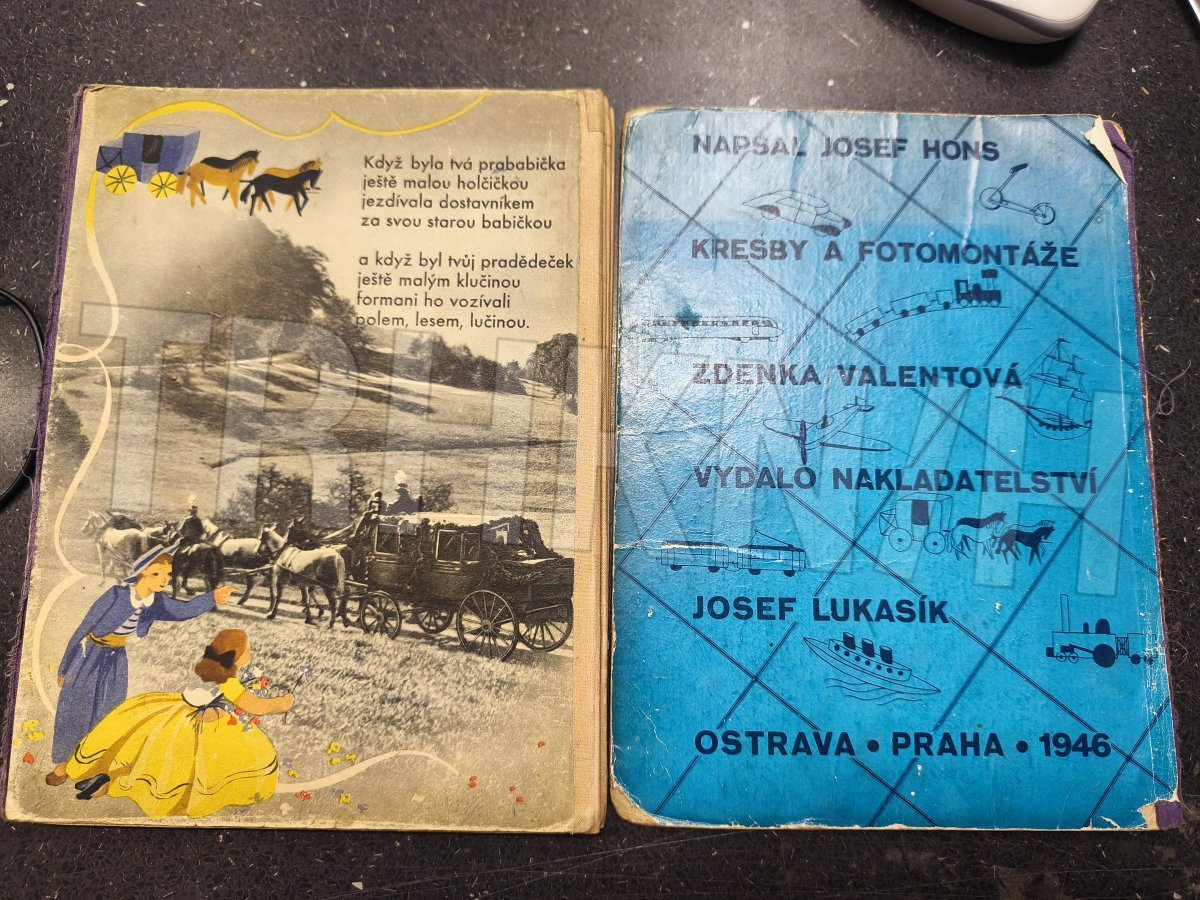 Když byla tvá prababička
ještě malou holčičkou
jezdívala dostavníkem
za svou starou babičkou
a když byl tvůj pradědeček
ještě malým klučinou
formani ho vozívali
polem, lesem, lučinou.
NAPSAL JOSEF HONS
KRESBY A FOTOMONTÁŽE
ZDENKA VALENTOVÁ
VYDALO NAKLADATELSTVÍ
JOSEF LUKASÍK
OSTRAVA • PRAHA • 1946